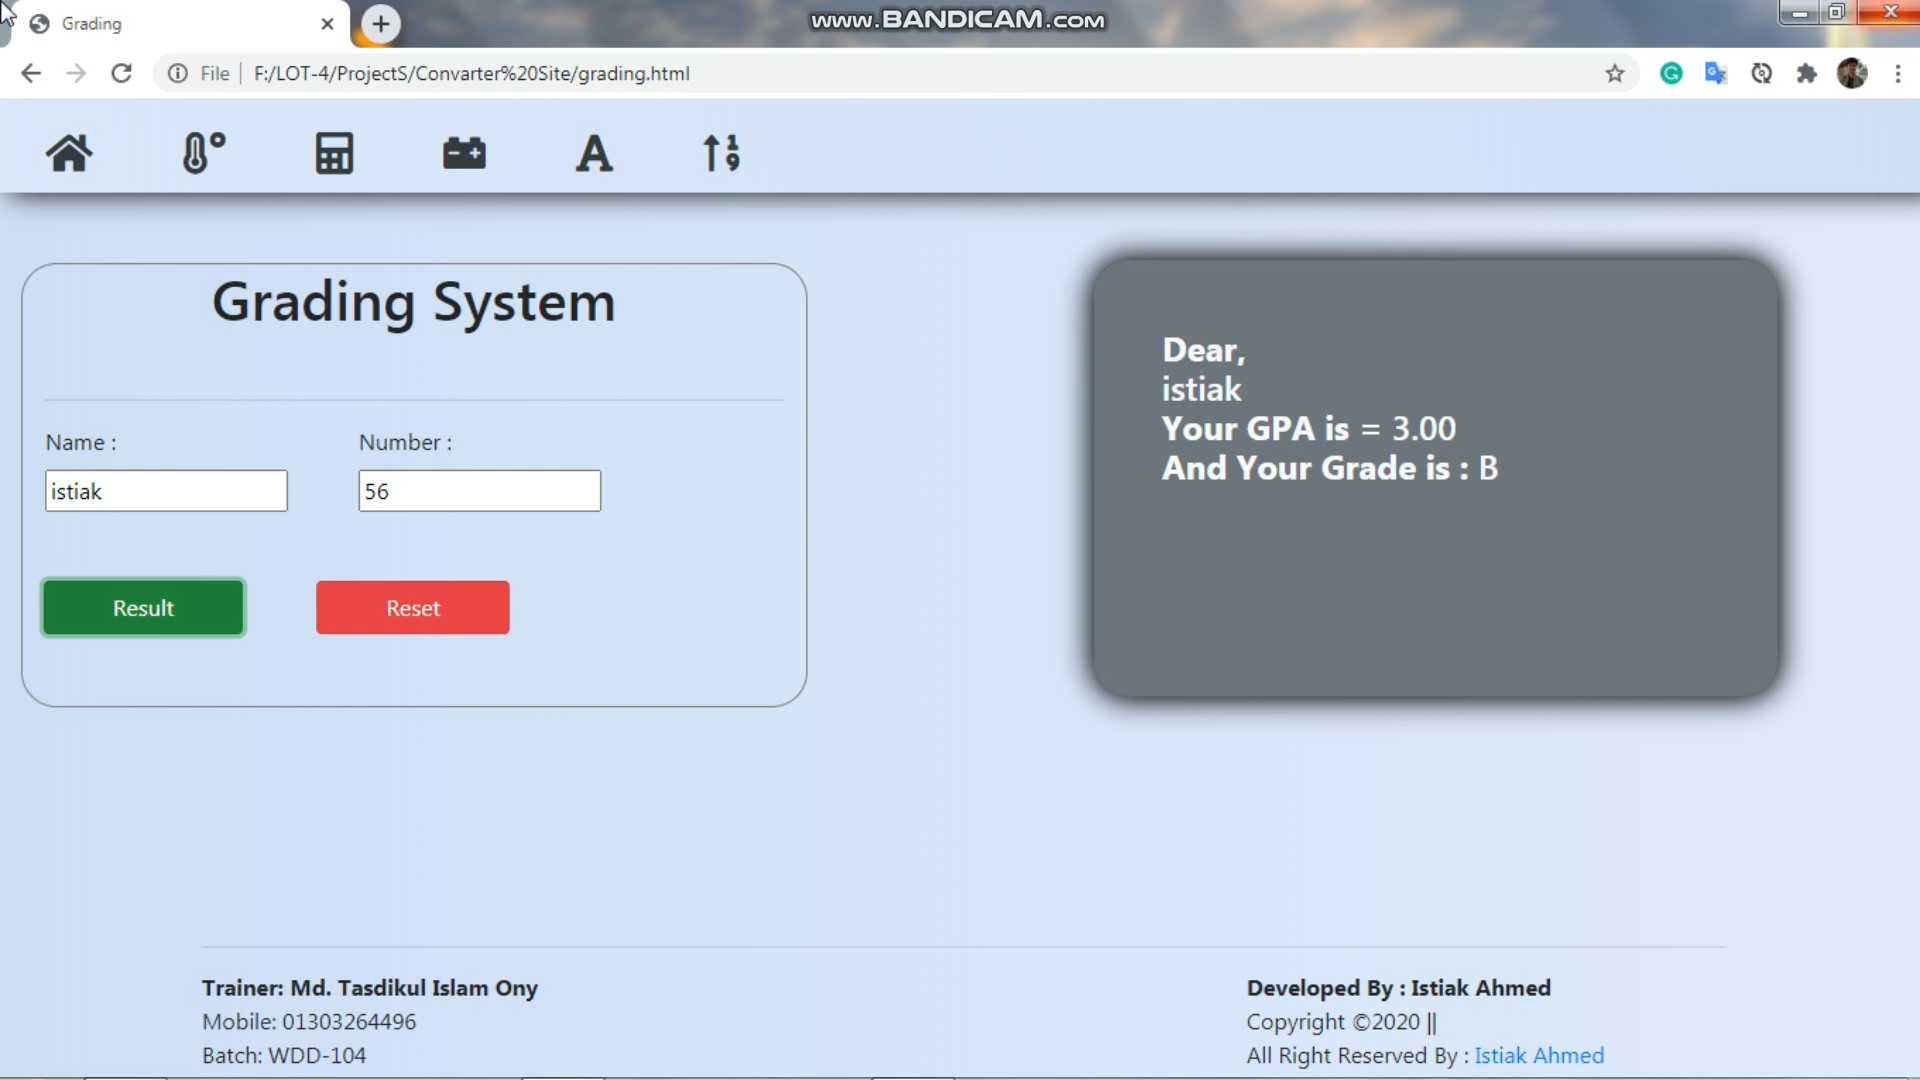 Grading
www.BANDICAM.com
File
F:/LOT-4/ProjectS/Convarter%20Site/grading.html
Grading System
Name :
Number :
istiak
56
Result
Reset
Dear,
istiak
Your GPA is = 3.00
And Your Grade is : B
Trainer: Md. Tasdikul Islam Ony
Mobile: 01303264496
Batch: WDD-104
Developed By : Istiak Ahmed
Copyright ©2020 ||
All Right Reserved By : Istiak Ahmed